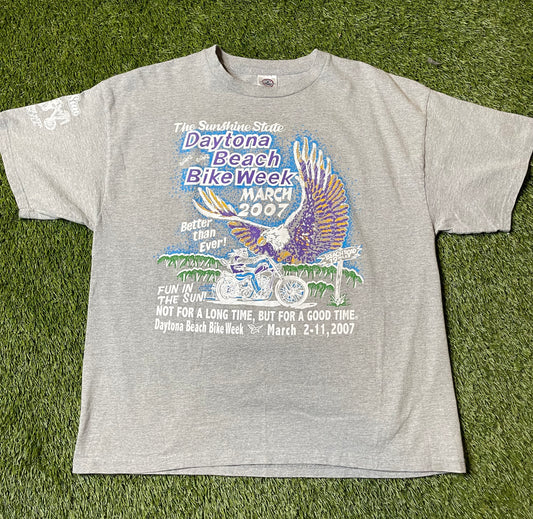 The Sunshine State
Daytona
Beach
Bike Week
MARCH
2007
Better
than
Ever!
FUN IN
THE SUN!
NOT FOR A LONG TIME, BUT FOR A GOOD TIME.
Daytona Beach Bike Week March 2-11, 2007